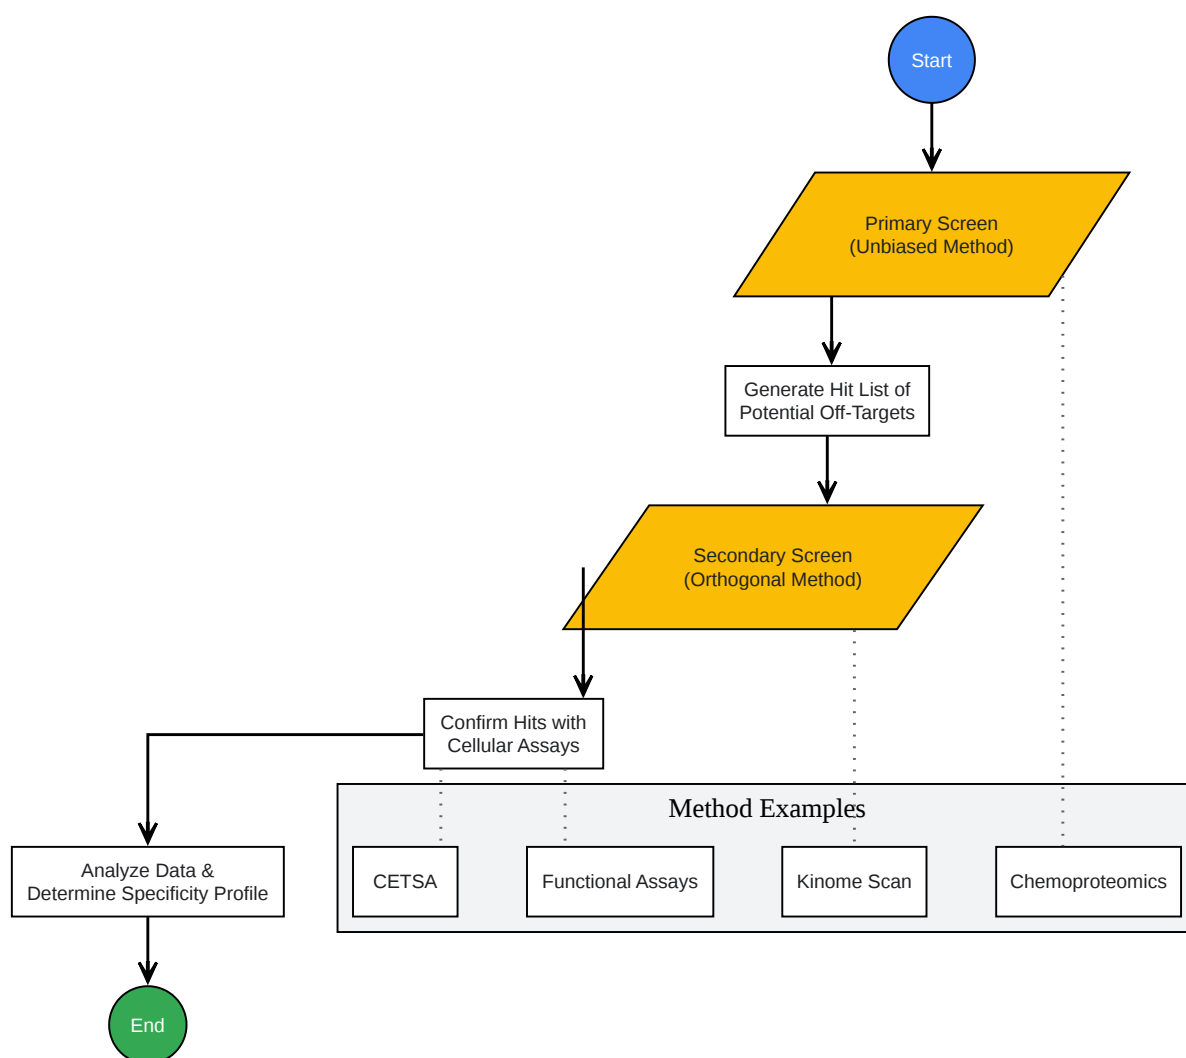 Start
Primary Screen
(Unbiased Method)
Generate Hit List of
Potential Off-Targets
Secondary Screen
(Orthogonal Method)
Confirm Hits with
Cellular Assays
Method Examples
Analyze Data &
Determine Specificity Profile
CETSA
Functional Assays
Kinome Scan
Chemoproteomics
End